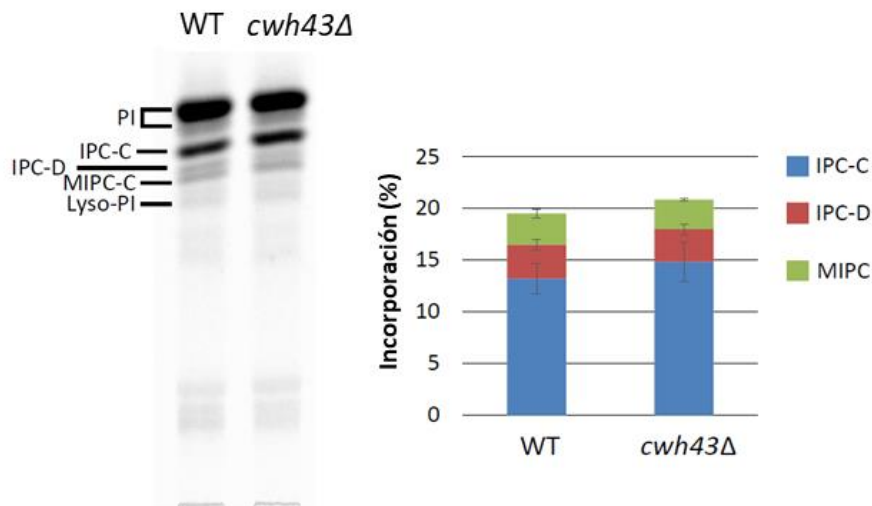 WT cwh43Δ
PI
IPC-C
IPC-D
MIPC-C
Lyso-PI
Incorporación (%)
25
20
15
10
5
0
WT cwh43Δ
IPC-C
IPC-D
MIPC